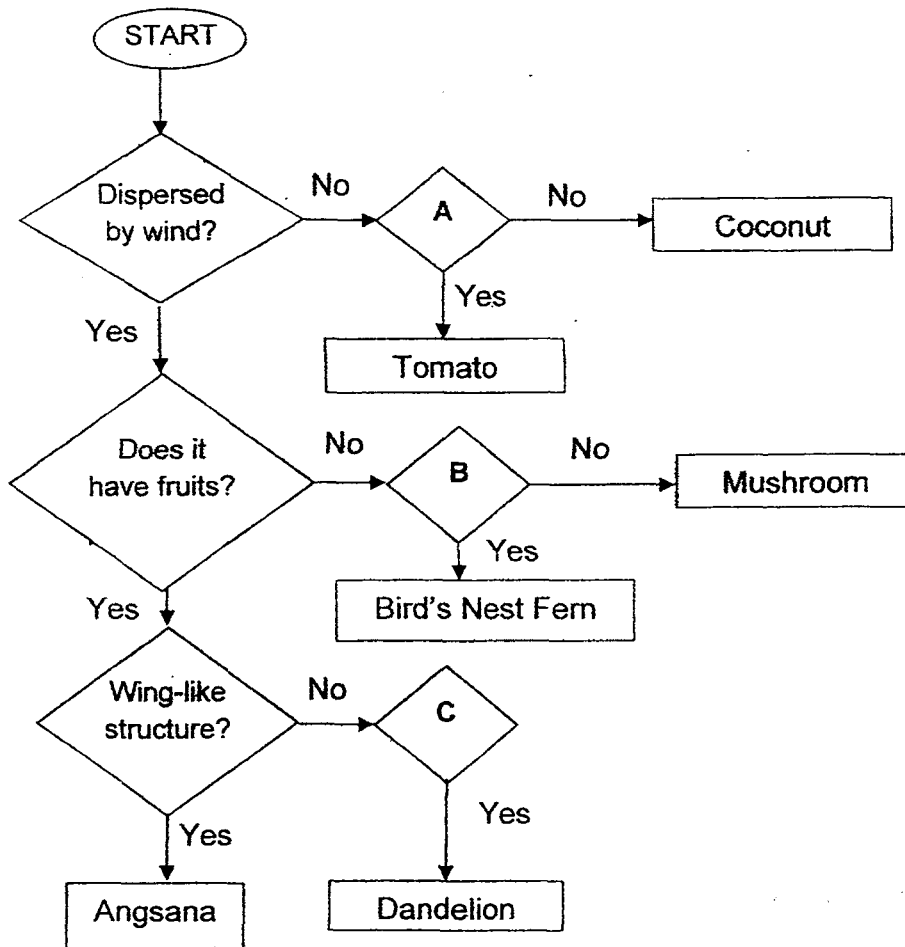 START
Dispersed
by wind?
No
A
No
Coconut
Yes
Yes
Tomato
Does it
have fruits?
No
B
No
Mushroom
Yes
Yes
Bird's Nest Fern
Wing-like
structure?
No
C
Yes
Yes
Angsana
Dandelion